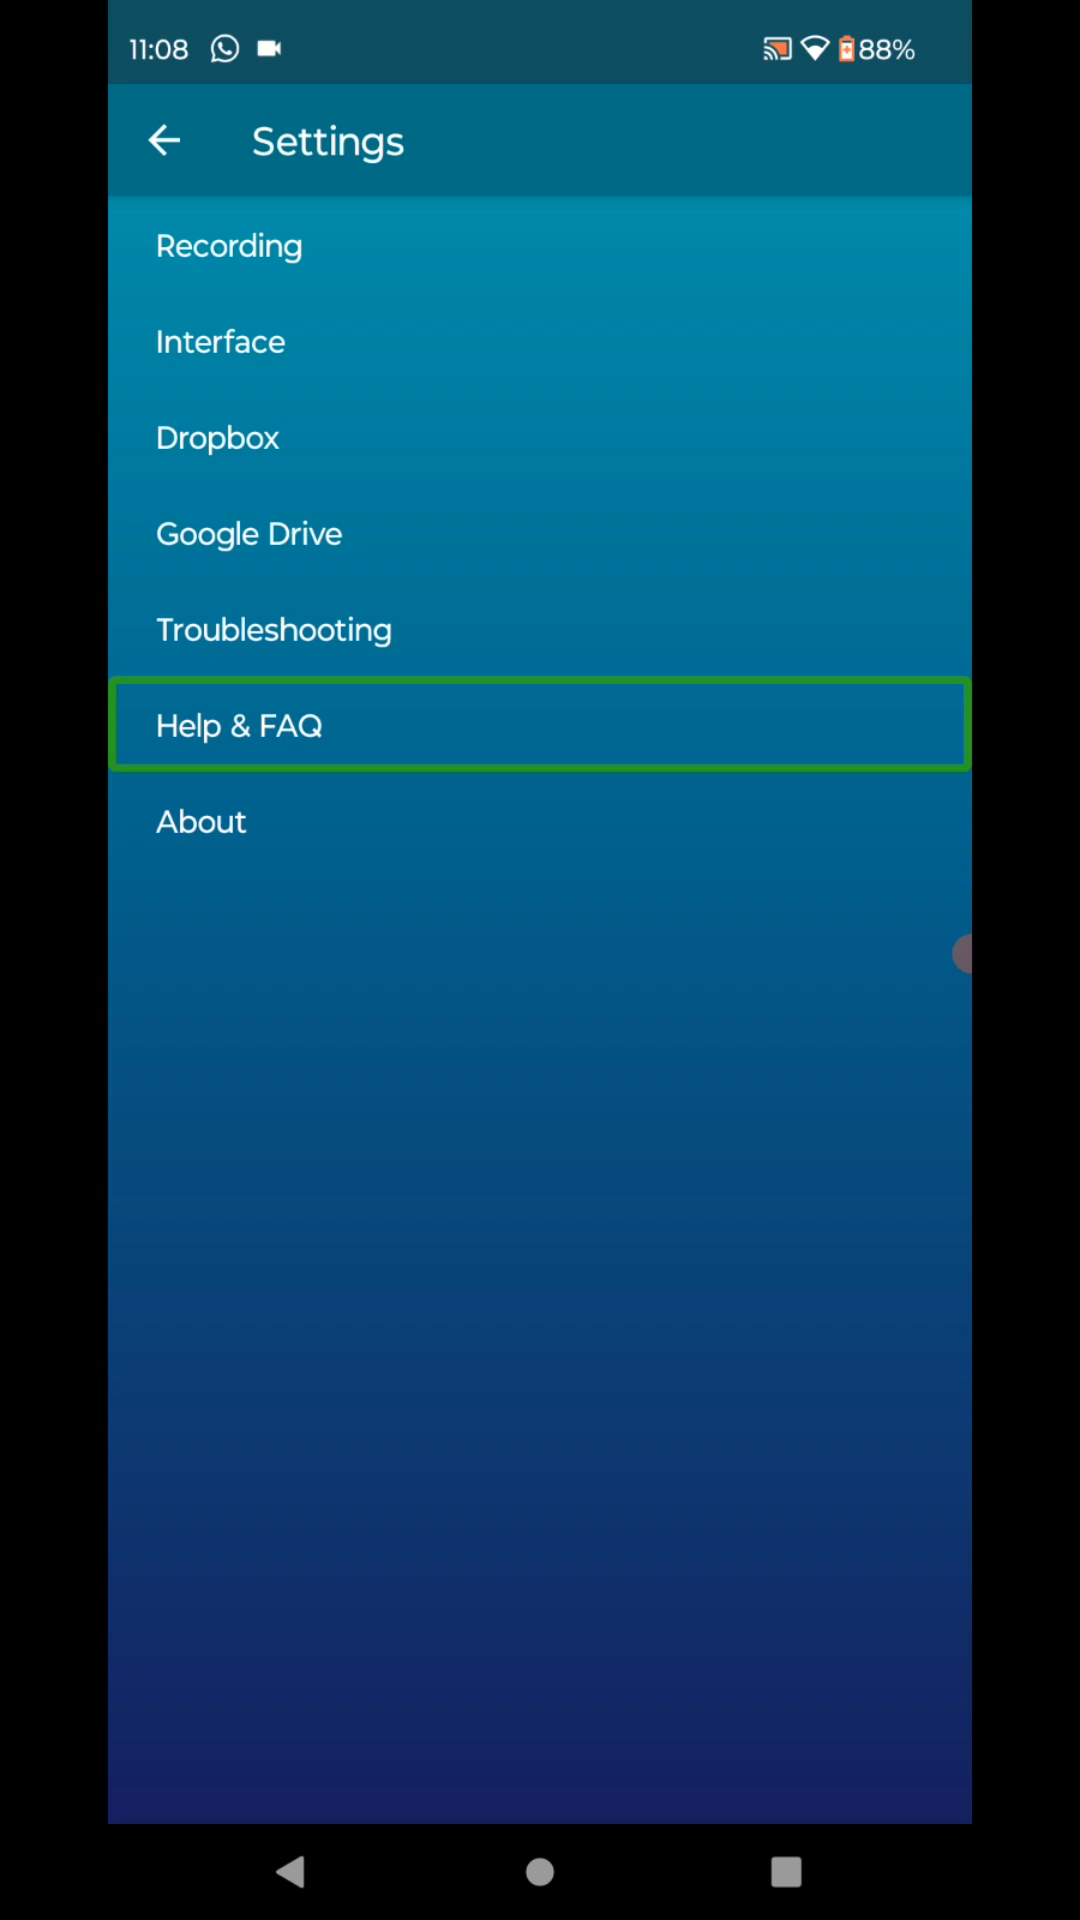 11:08 88%
Settings
Recording
Interface
Dropbox
Google Drive
Troubleshooting
Help & FAQ
About